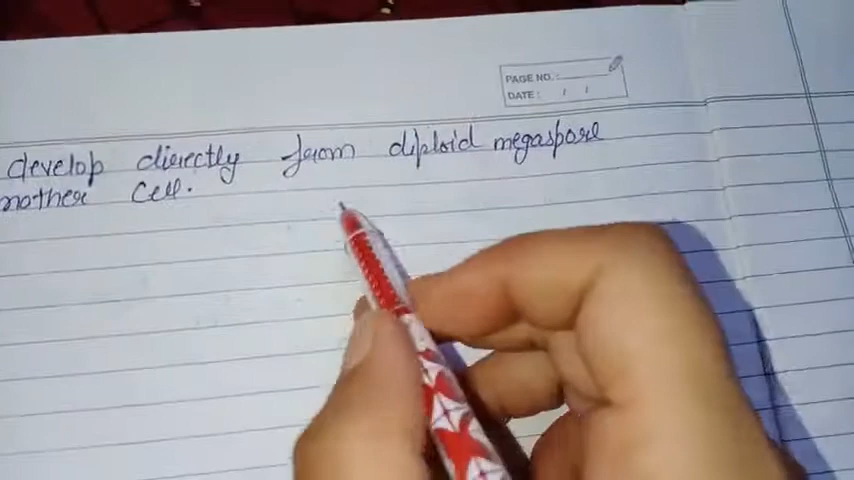 PAGE NO.:
DATE: / /
develop directly from diploid megaspore
mother cell.